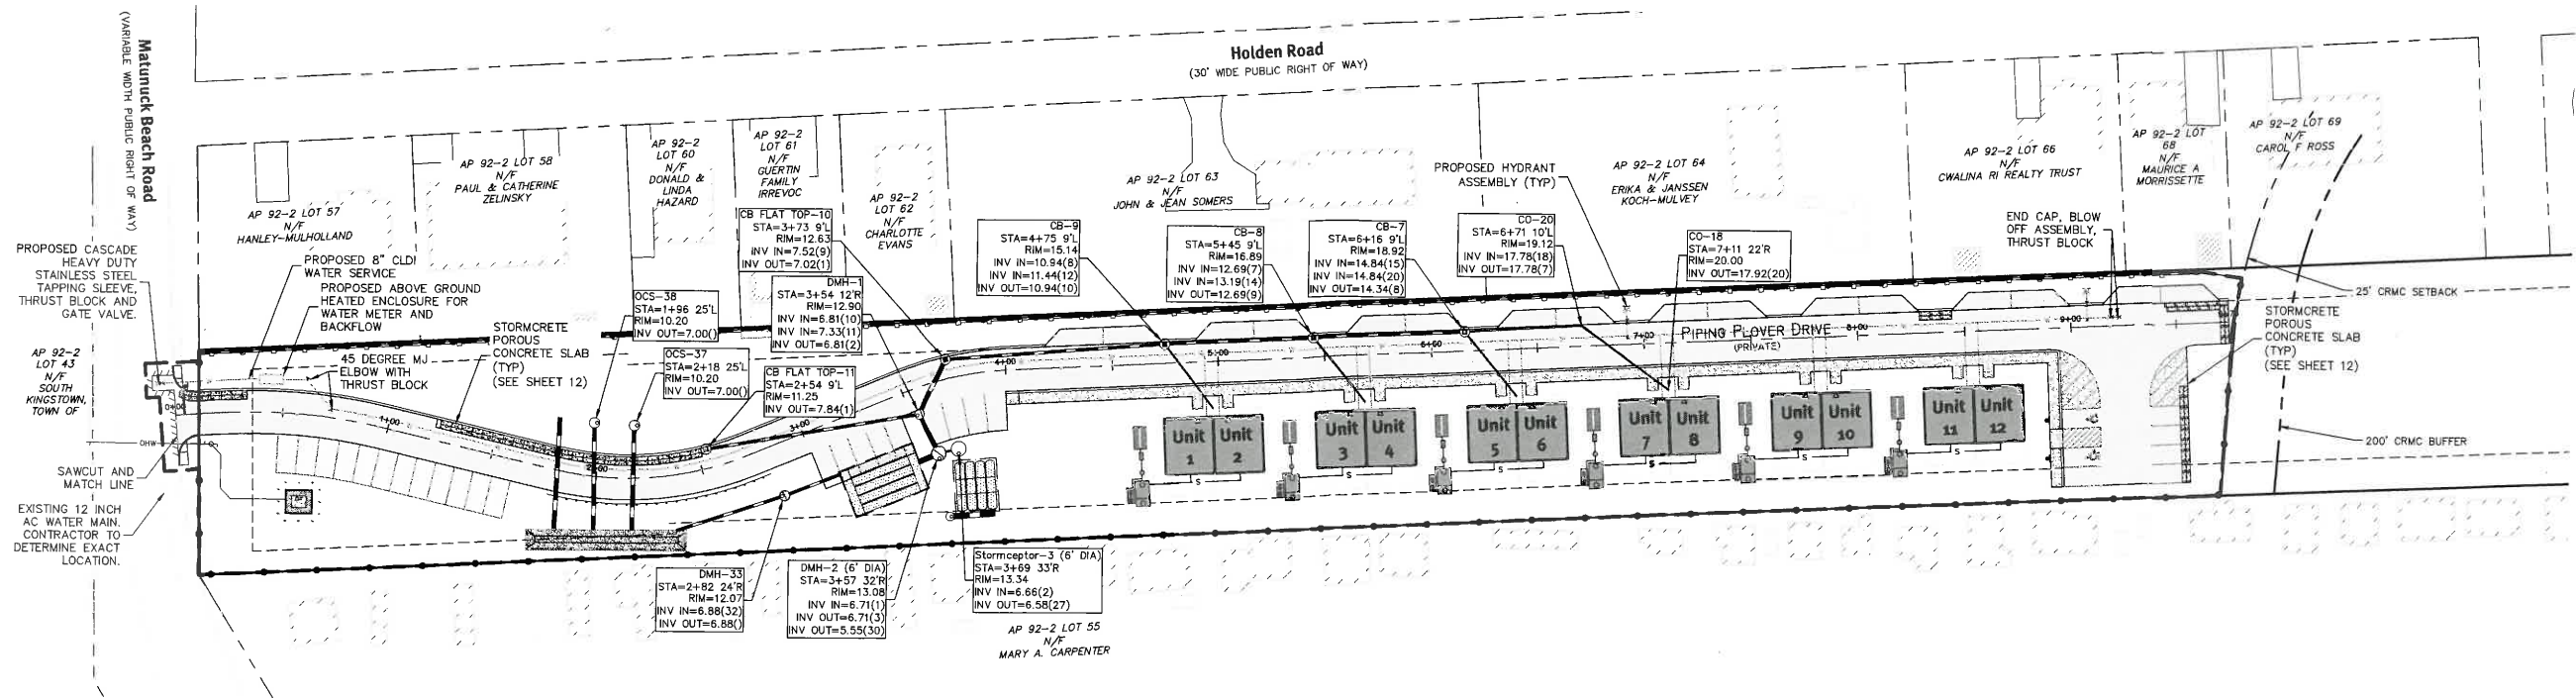 Holden Road
(30' WIDE PUBLIC RIGHT OF WAY)
Matunuck Beach Road
(VARIABLE WIDTH PUBLIC RIGHT OF WAY)
AP 92-2 LOT 57
N/F
HANLEY-MULHOLLAND
AP 92-2 LOT 58
N/F
PAUL & CATHERINE
ZELINSKY
AP 92-2
LOT 60
N/F
DONALD &
LINDA
HAZARD
AP 92-2
LOT 61
N/F
GUERTIN
FAMILY
IRREVOC
AP 92-2
LOT 62
N/F
CHARLOTTE
EVANS
AP 92-2 LOT 63
N/F
JOHN & JEAN SOMERS
PROPOSED HYDRANT
ASSEMBLY (TYP)
AP 92-2 LOT 64
N/F
ERIKA & JANSSEN
KOCH-MULVEY
AP 92-2 LOT 66
N/F
CWALINA RI REALTY TRUST
AP 92-2 LOT
68
N/F
MAURICE A
MORRISSETTE
AP 92-2 LOT 69
N/F
CAROL F ROSS
END CAP, BLOW
OFF ASSEMBLY,
THRUST BLOCK
PROPOSED CASCADE
HEAVY DUTY
STAINLESS STEEL
TAPPING SLEEVE,
THRUST BLOCK AND
GATE VALVE.
PROPOSED 8" CLDI
WATER SERVICE
PROPOSED ABOVE GROUND
HEATED ENCLOSURE FOR
WATER METER AND
BACKFLOW
45 DEGREE MJ
ELBOW WITH
THRUST BLOCK
STORMCRETE
POROUS
CONCRETE SLAB
(TYP)
(SEE SHEET 12)
AP 92-2
LOT 43
N/F
SOUTH
KINGSTOWN,
TOWN OF
OHW
SAWCUT AND
MATCH LINE
EXISTING 12 INCH
AC WATER MAIN.
CONTRACTOR TO
DETERMINE EXACT
LOCATION.
OCS-38
STA=1+96 25'L
RIM=10.20
INV OUT=7.00()
OCS-37
STA=2+18 25'L
RIM=10.20
INV OUT=7.00()
CB FLAT TOP-10
STA=3+73 9'L
RIM=12.63
INV IN=7.52(9)
INV OUT=7.02(1)
DMH-1
STA=3+54 12'R
RIM=12.90
INV IN=6.81(10)
INV IN=7.33(11)
INV OUT=6.81(2)
CB FLAT TOP-11
STA=2+54 9'L
RIM=11.25
INV OUT=7.84(1)
CB-9
STA=4+75 9'L
RIM=15.14
INV IN=10.94(8)
INV IN=11.44(12)
INV OUT=10.94(10)
CB-8
STA=5+45 9'L
RIM=16.89
INV IN=12.69(7)
INV IN=13.19(14)
INV OUT=12.69(9)
CB-7
STA=6+16 9'L
RIM=18.92
INV IN=14.84(15)
INV IN=14.84(20)
INV OUT=14.34(8)
CO-20
STA=6+71 10'L
RIM=19.12
INV IN=17.78(18)
INV OUT=17.78(7)
CO-18
STA=7+11 22'R
RIM=20.00
INV OUT=17.92(20)
25' CRMC SETBACK
STORMCRETE
POROUS
CONCRETE SLAB
(TYP)
(SEE SHEET 12)
200' CRMC BUFFER
PIPING PLOVER DRIVE
(PRIVATE)
0+00
1+00
3+00
4+00
5+00
6+00
7+00
8+00
9+00
Unit
1
Unit
2
Unit
3
Unit
4
Unit
5
Unit
6
Unit
7
Unit
8
Unit
9
Unit
10
Unit
11
Unit
12
S
S
S
S
S
S
DMH-33
STA=2+82 24'R
RIM=12.07
INV IN=6.88(32)
INV OUT=6.88()
DMH-2 (6' DIA)
STA=3+57 32'R
RIM=13.08
INV IN=6.71(1)
INV OUT=6.71(3)
INV OUT=5.55(30)
Stormceptor-3 (6' DIA)
STA=3+69 33'R
RIM=13.34
INV IN=6.66(2)
INV OUT=6.58(27)
AP 92-2 LOT 55
N/F
MARY A. CARPENTER